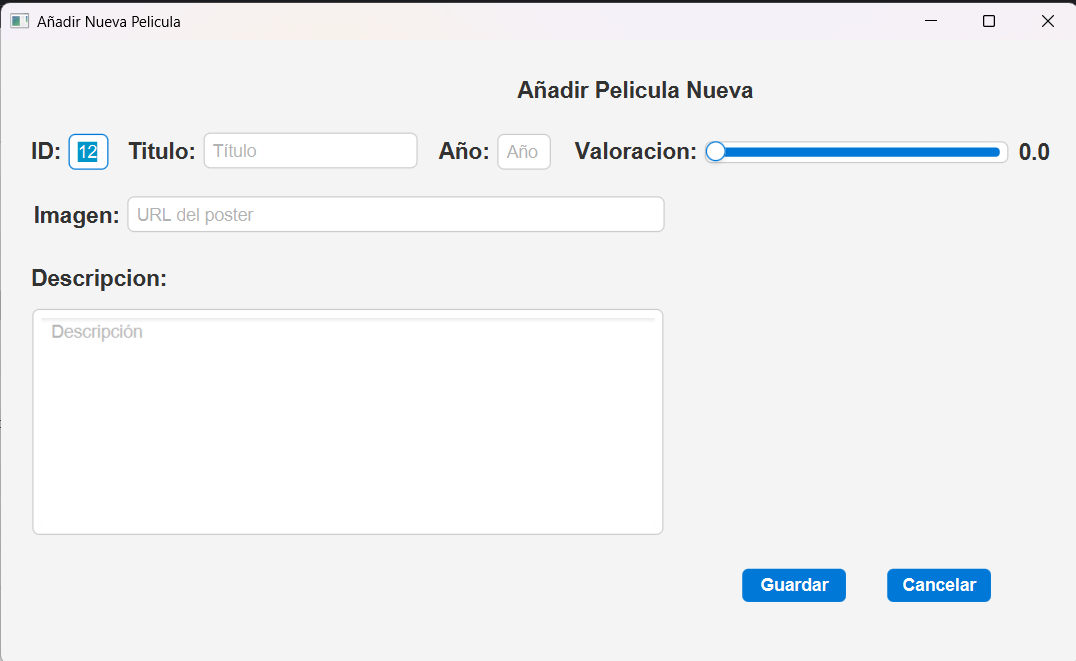 Añadir Nueva Pelicula
Añadir Pelicula Nueva
ID: 12 Titulo: Título Año: Año Valoracion: 0.0
Imagen: URL del poster
Descripcion:
Descripción
Guardar Cancelar